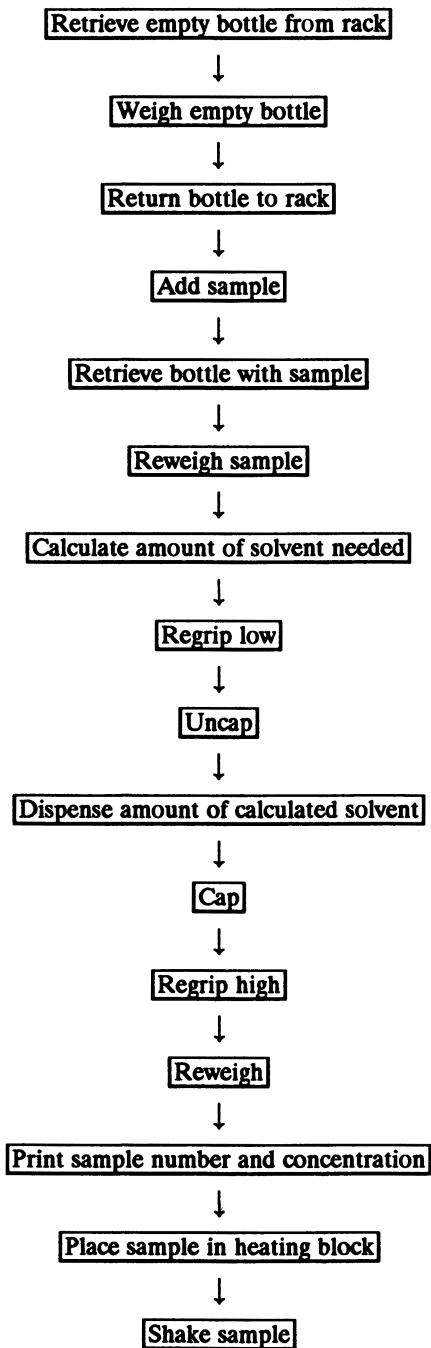 Retrieve empty bottle from rack
Weigh empty bottle
Return bottle to rack
Add sample
Retrieve bottle with sample
Reweigh sample
Calculate amount of solvent needed
Regrip low
Uncap
Dispense amount of calculated solvent
Cap
Regrip high
Reweigh
Print sample number and concentration
Place sample in heating block
Shake sample